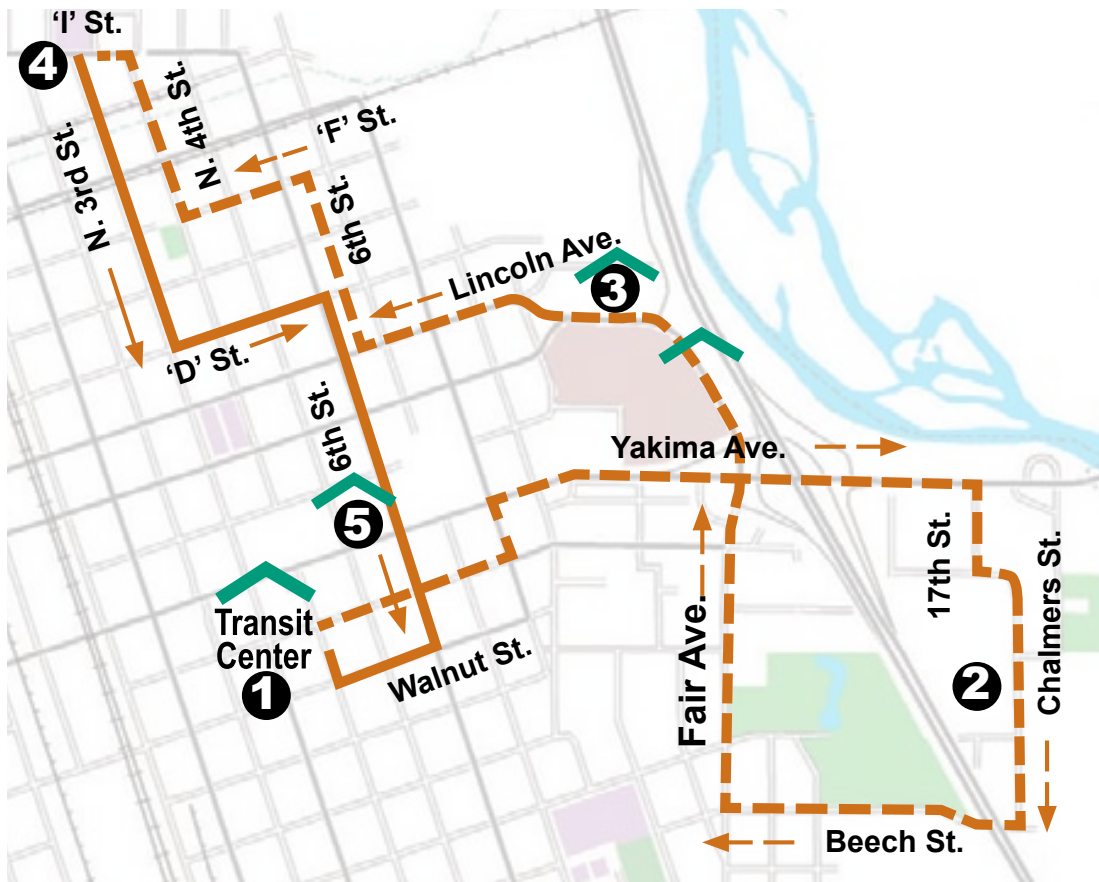 'I' St.
4
N. 4th St.
'F' St.
N. 3rd St.
6th St.
Lincoln Ave.
3
'D' St.
6th St.
Yakima Ave.
5
17th St.
Chalmers St.
Transit
Center
1
Walnut St.
Fair Ave.
2
Beech St.